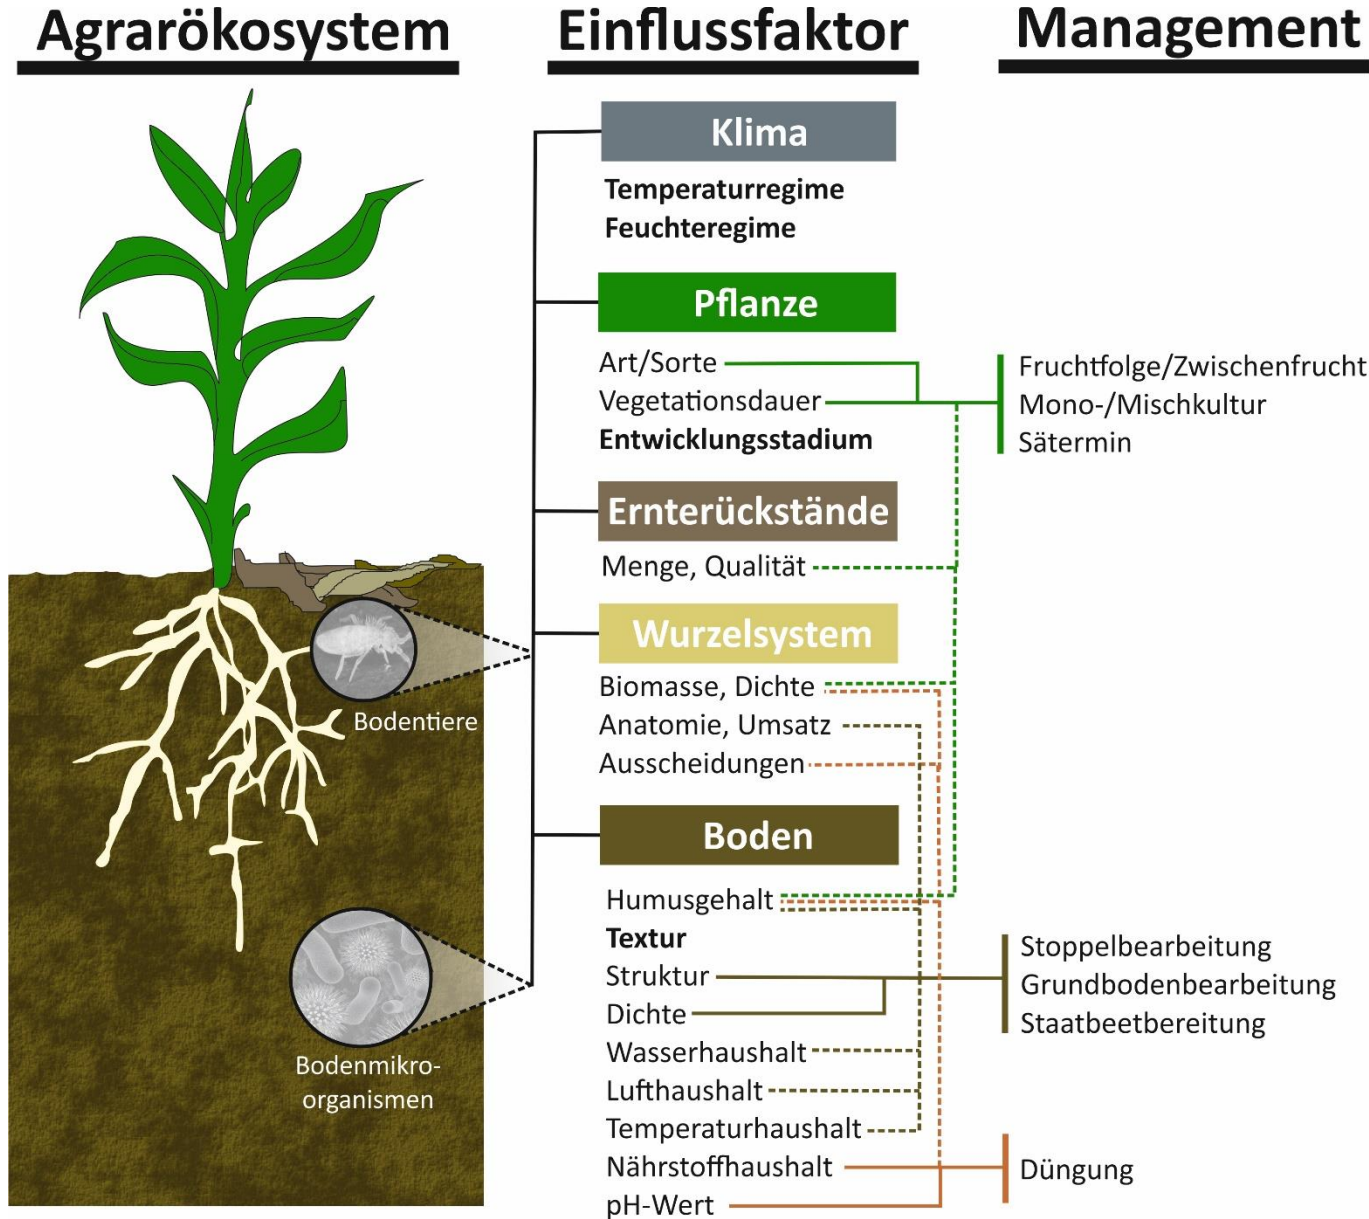 Agrarökosystem
Einflussfaktor
Management
Klima
Temperaturregime
Feuchteregime
Pflanze
Art/Sorte
Vegetationsdauer
Entwicklungsstadium
Fruchtfolge/Zwischenfrucht
Mono-/Mischkultur
Sätermin
Ernterückstände
Menge, Qualität
Wurzelsystem
Biomasse, Dichte
Anatomie, Umsatz
Ausscheidungen
Bodentiere
Boden
Humusgehalt
Textur
Struktur
Dichte
Wasserhaushalt
Lufthaushalt
Temperaturhaushalt
Nährstoffhaushalt
pH-Wert
Stoppelbearbeitung
Grundbodenbearbeitung
Staatbeetbereitung
Düngung
Bodenmikro-
organismen